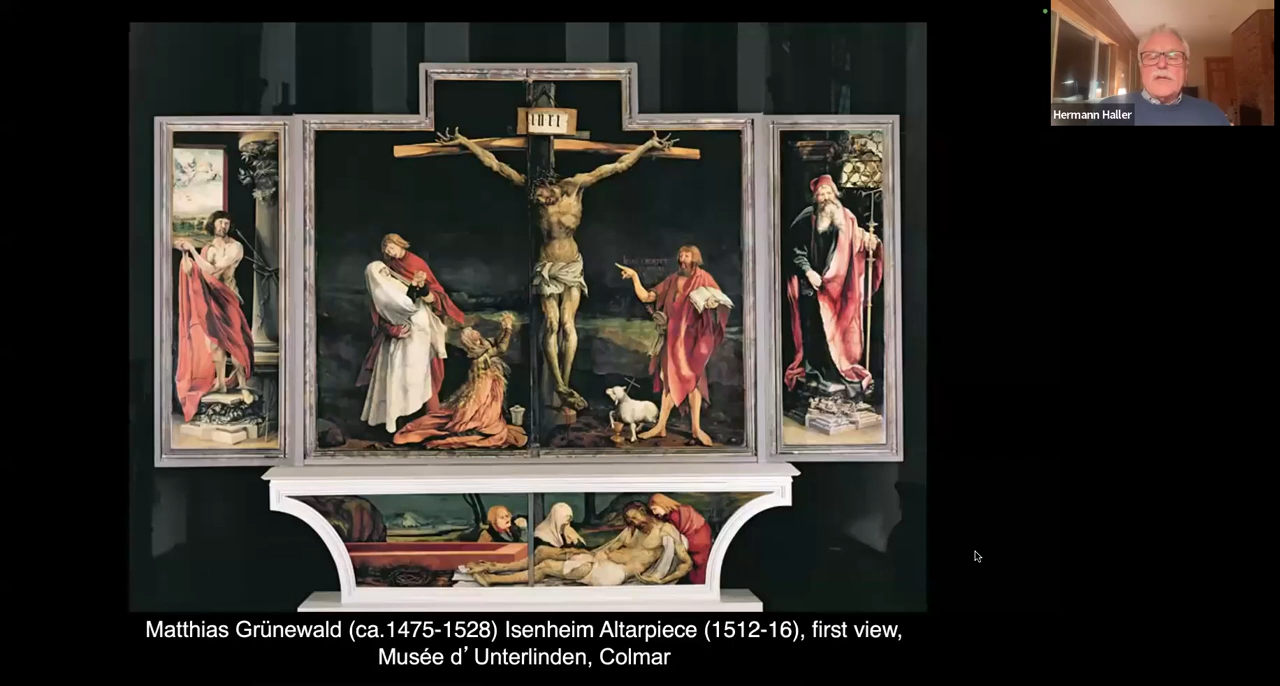 Hermann Haller
INRI
Matthias Grünewald (ca.1475-1528) Isenheim Altarpiece (1512-16), first view,
Musée d’ Unterlinden, Colmar